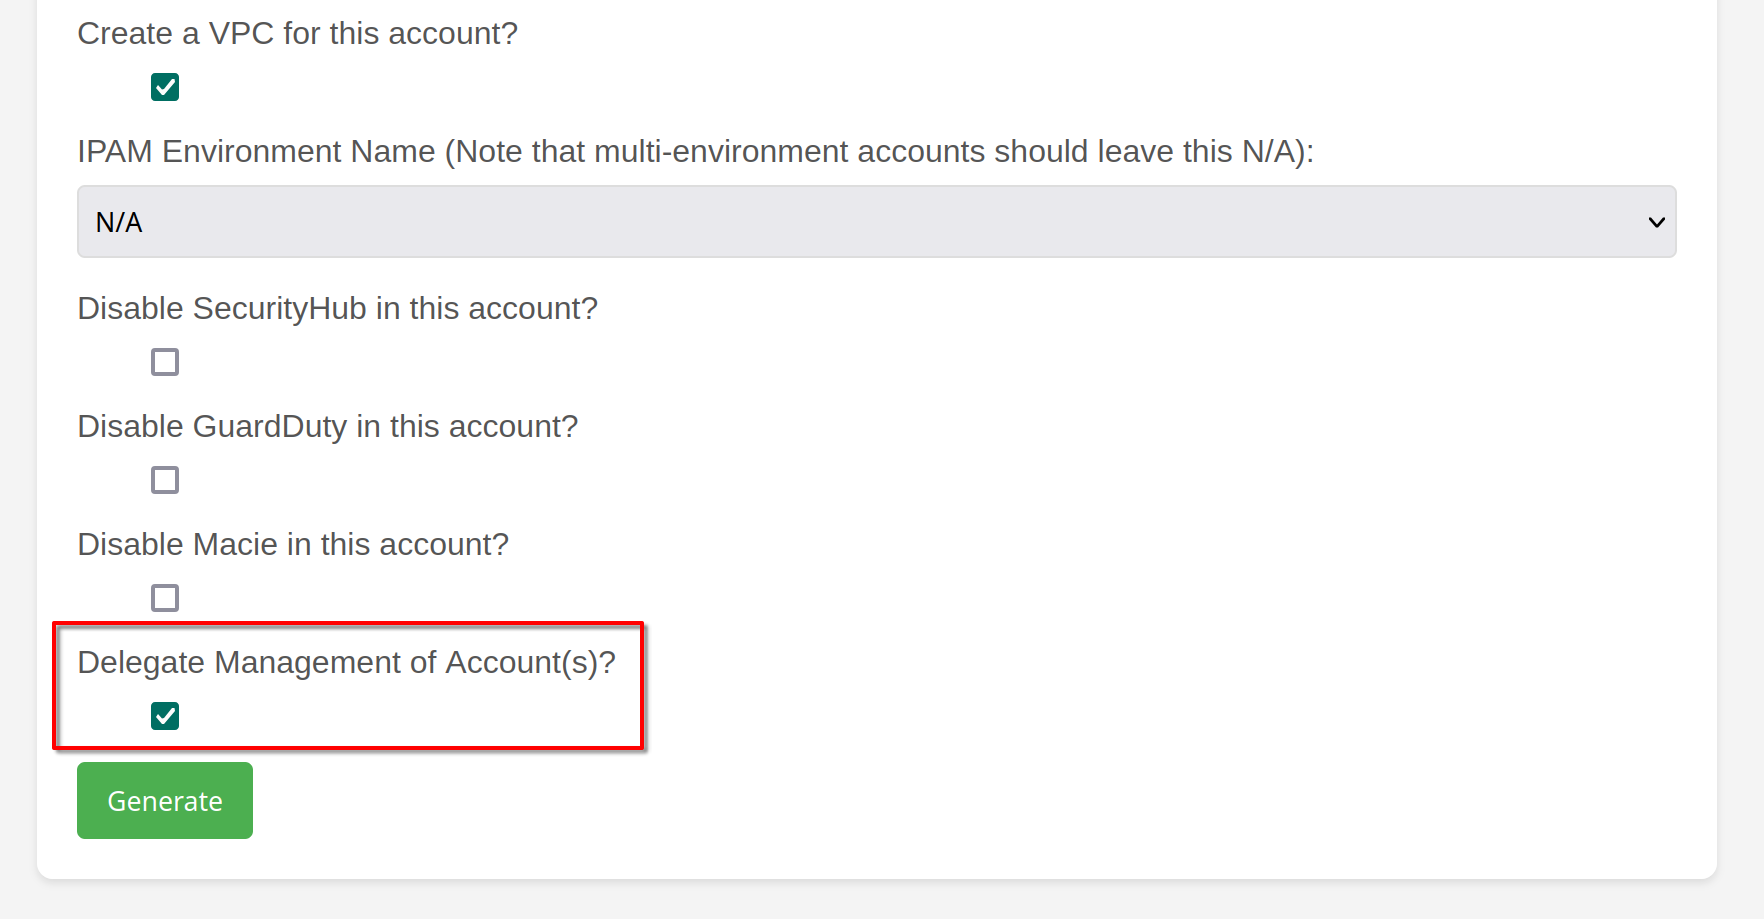 Create a VPC for this account?
IPAM Environment Name (Note that multi-environment accounts should leave this N/A):
N/A
Disable SecurityHub in this account?
Disable GuardDuty in this account?
Disable Macie in this account?
Delegate Management of Account(s)?
Generate